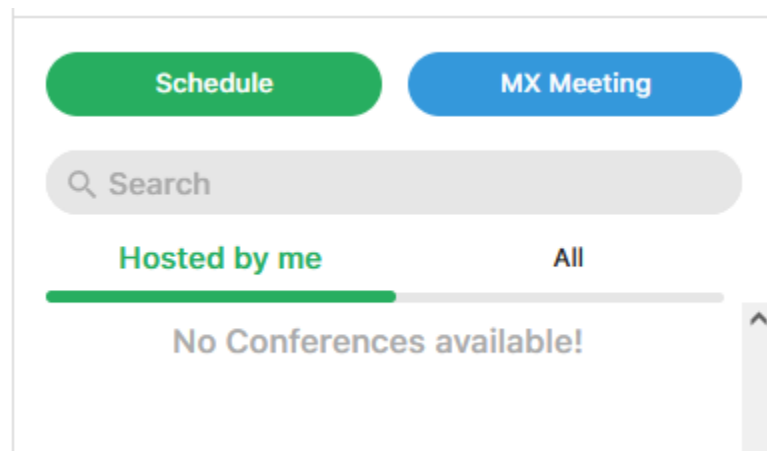 Schedule MX Meeting
Search
Hosted by me All
No Conferences available!